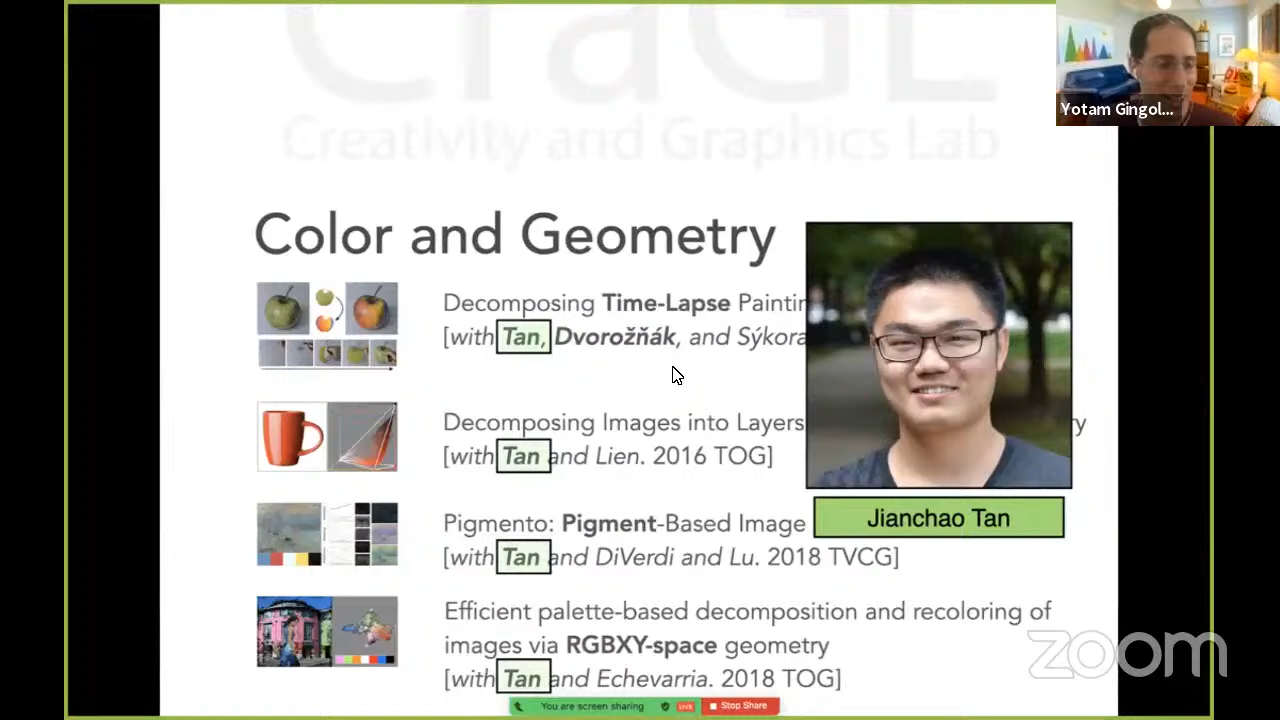 Creativity and Graphics Lab
Yotam Gingol...
Color and Geometry
Decomposing Time-Lapse
[with Tan, Dvorožňák, and Sýkora
Decomposing Images into Layers
[with Tan and Lien. 2016 TOG]
Pigmento: Pigment-Based Image
Jianchao Tan
[with Tan and DiVerdi and Lu. 2018 TVCG]
Efficient palette-based decomposition and recoloring of
images via RGBXY-space geometry
[with Tan and Echevarria. 2018 TOG]
zoom
You are screen sharing
LIVE
Stop Share